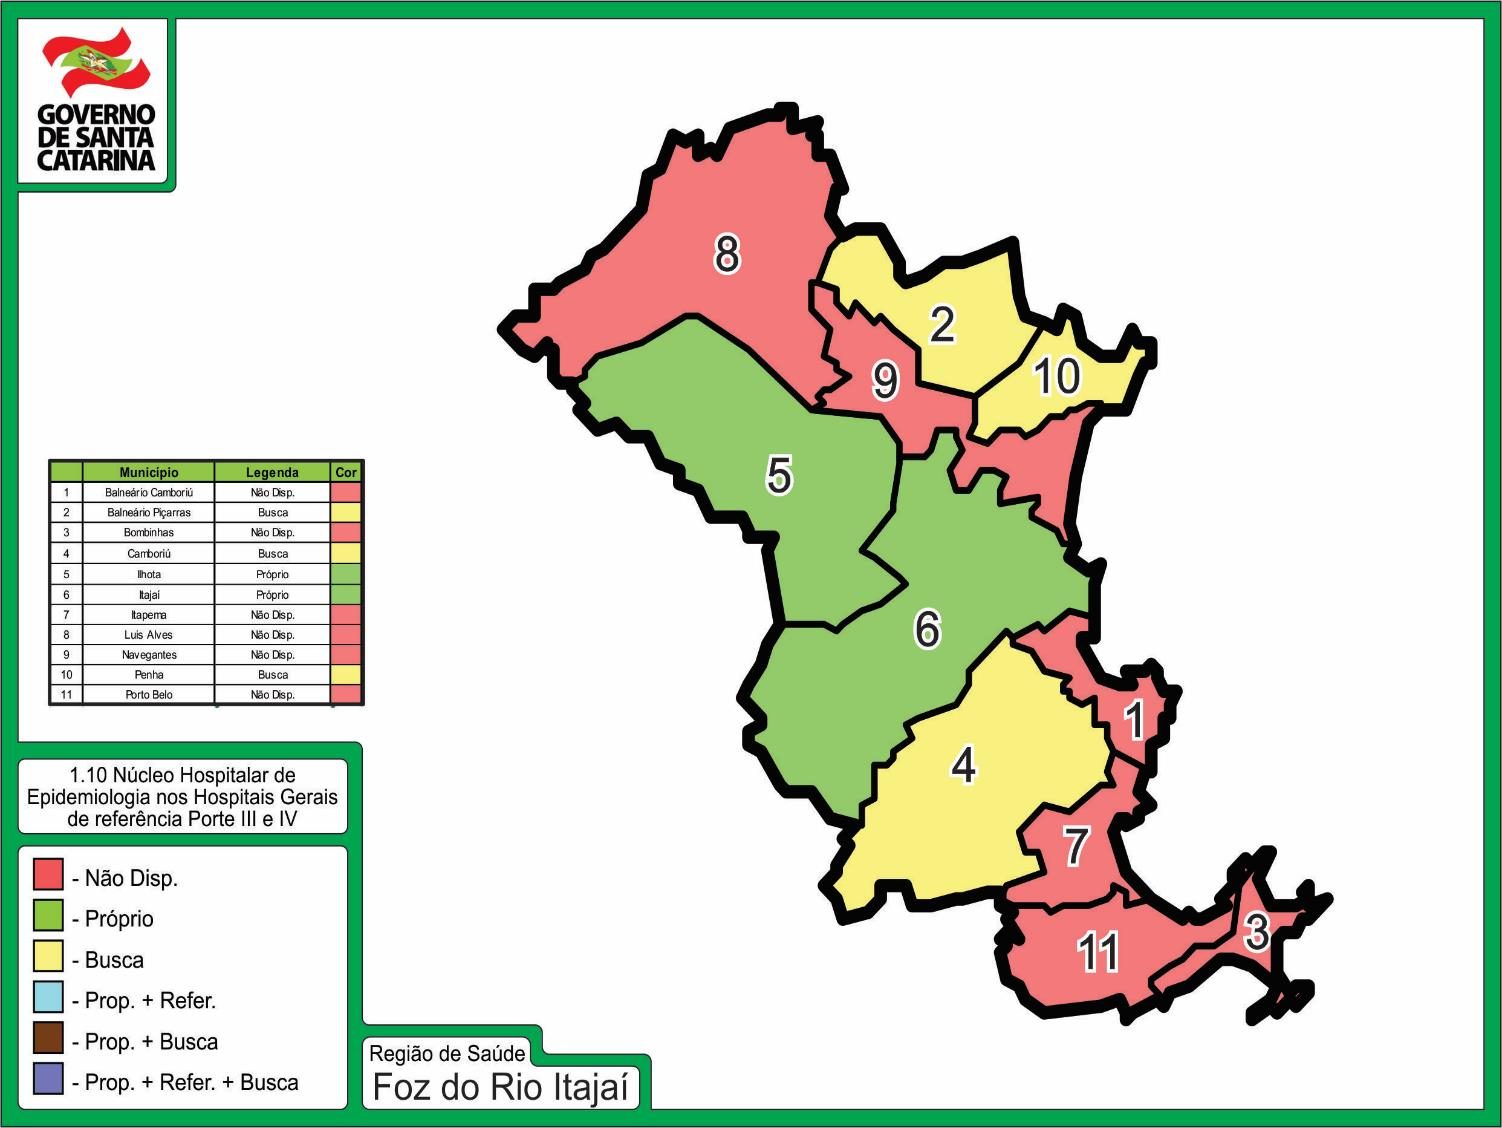 GOVERNO
DE SANTA
CATARINA
8
2
10
9
5
6
1
4
7
3
11
Município Legenda Cor
1 Balneário Camboriú Não Disp.
2 Balneário Piçarras Busca
3 Bombinhas Não Disp.
4 Camboriú Busca
5 Ilhota Próprio
6 Itajaí Próprio
7 Itapema Não Disp.
8 Luis Alves Não Disp.
9 Navegantes Não Disp.
10 Penha Busca
11 Porto Belo Não Disp.
1.10 Núcleo Hospitalar de
Epidemiologia nos Hospitais Gerais
de referência Porte III e IV
- Não Disp.
- Próprio
- Busca
- Prop. + Refer.
- Prop. + Busca
- Prop. + Refer. + Busca
Região de Saúde
Foz do Rio Itajaí